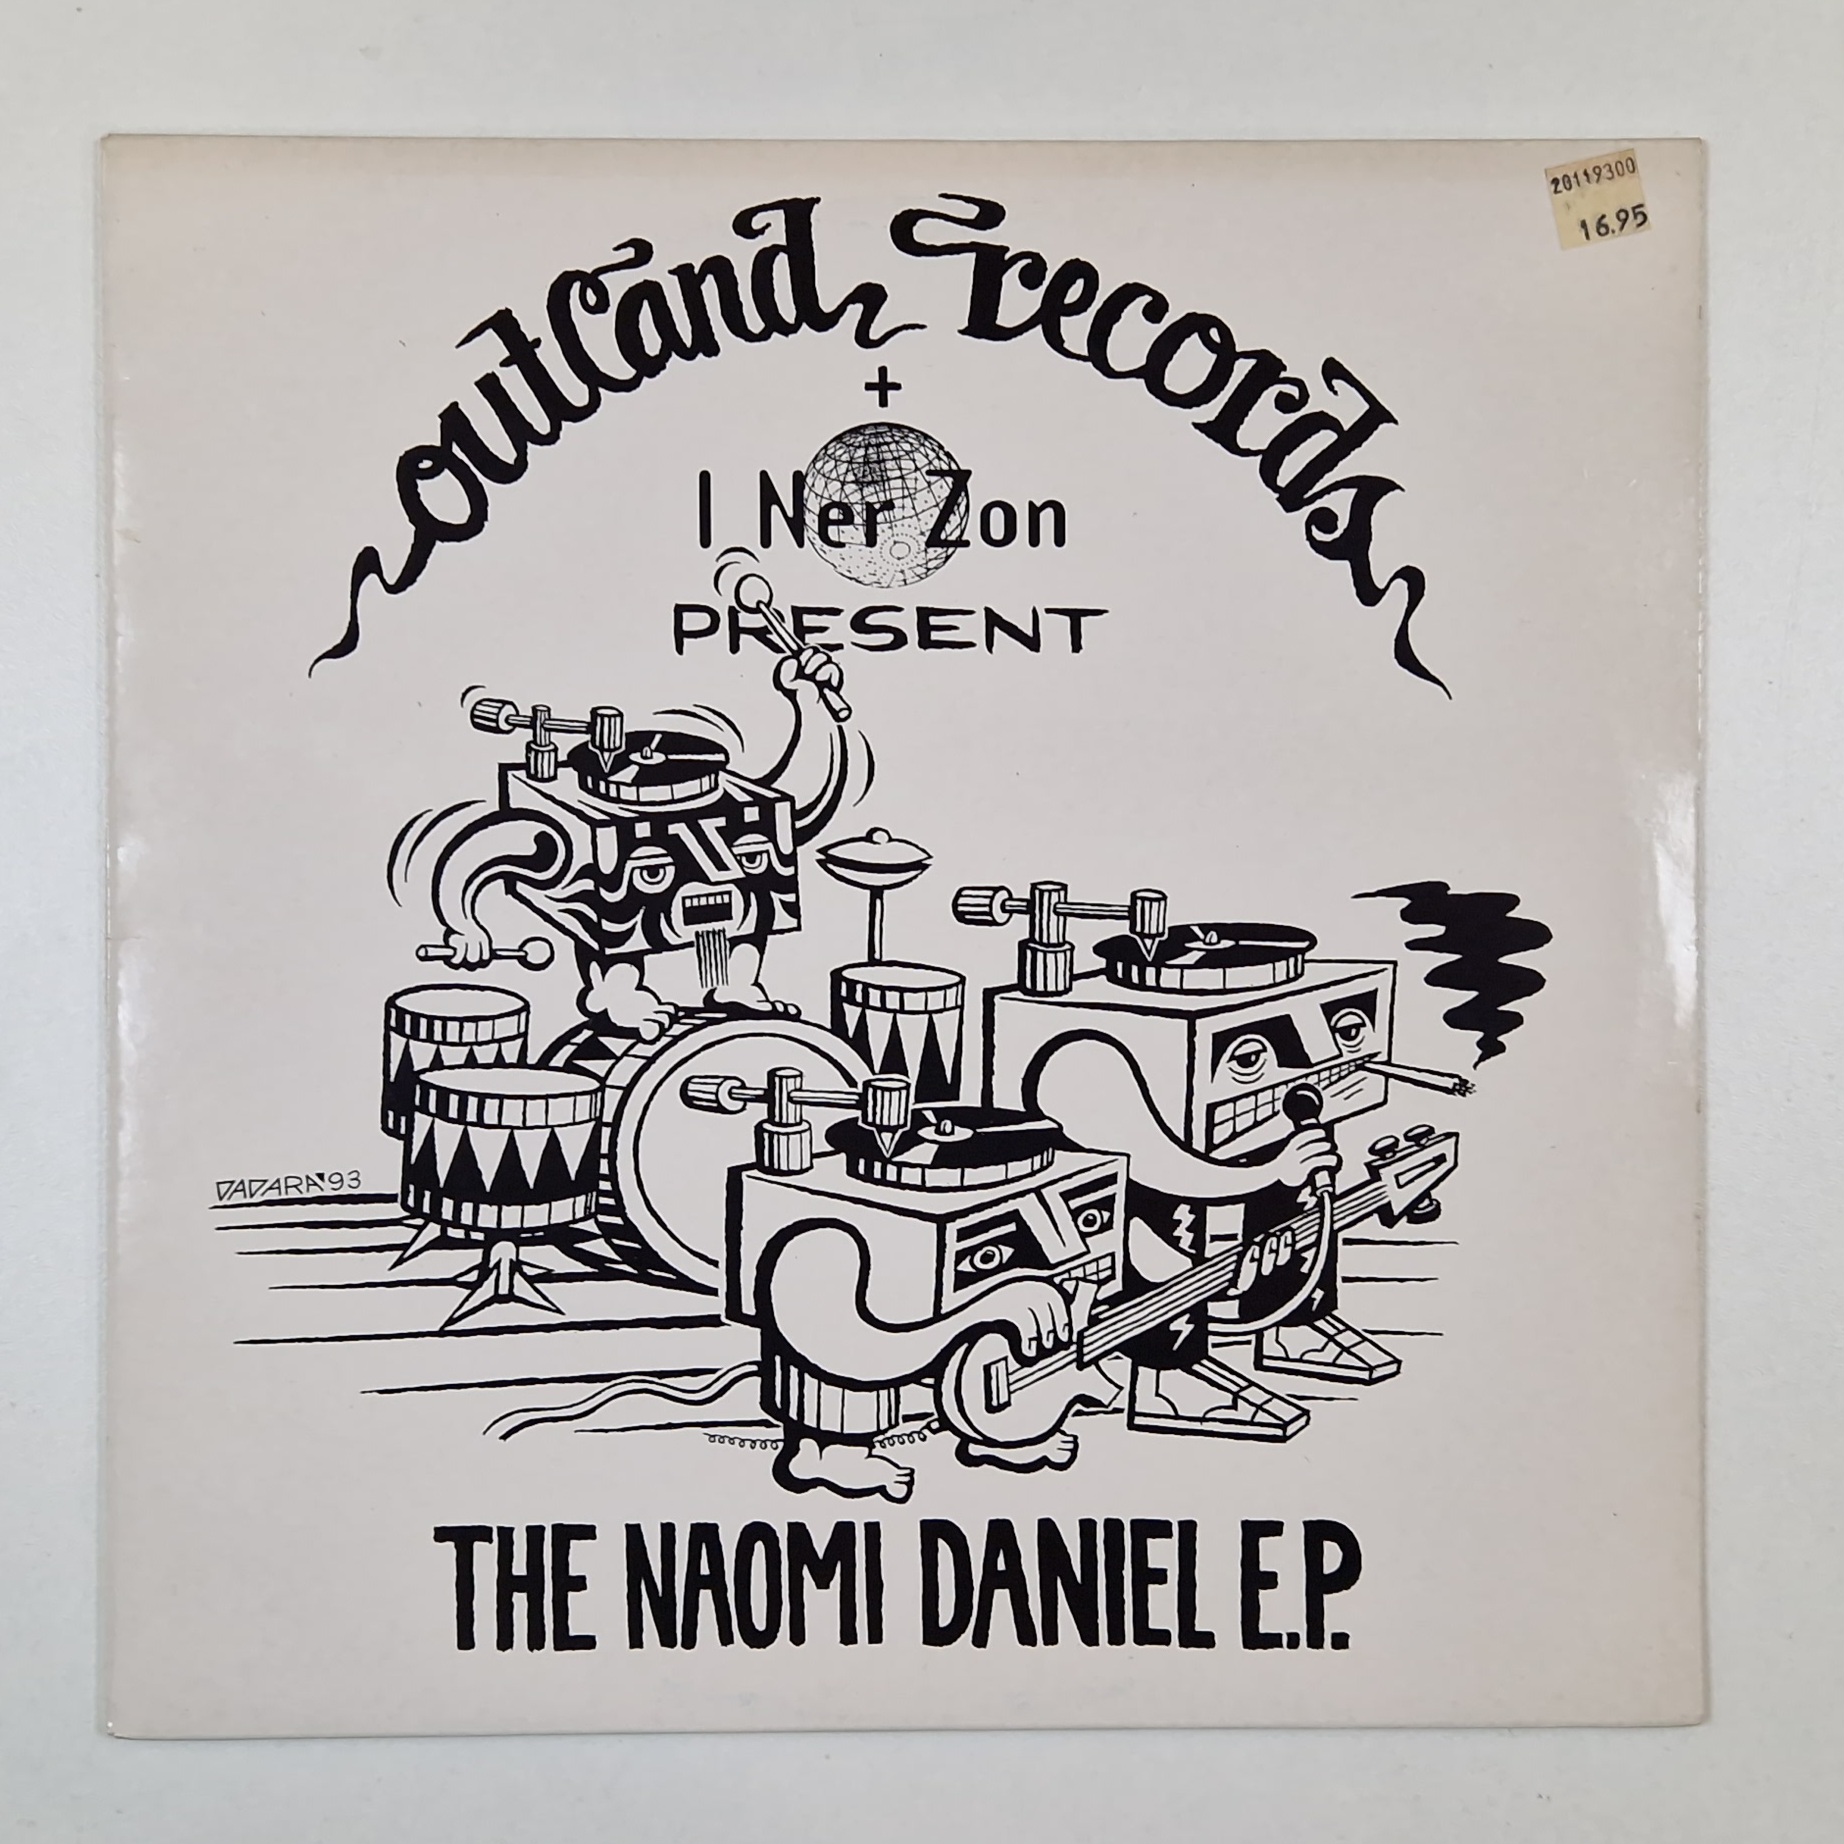 20119300
16.95
outland records
+
I Ner Zon
PRESENT
DADARA'93
THE NAOMI DANIEL E.P.